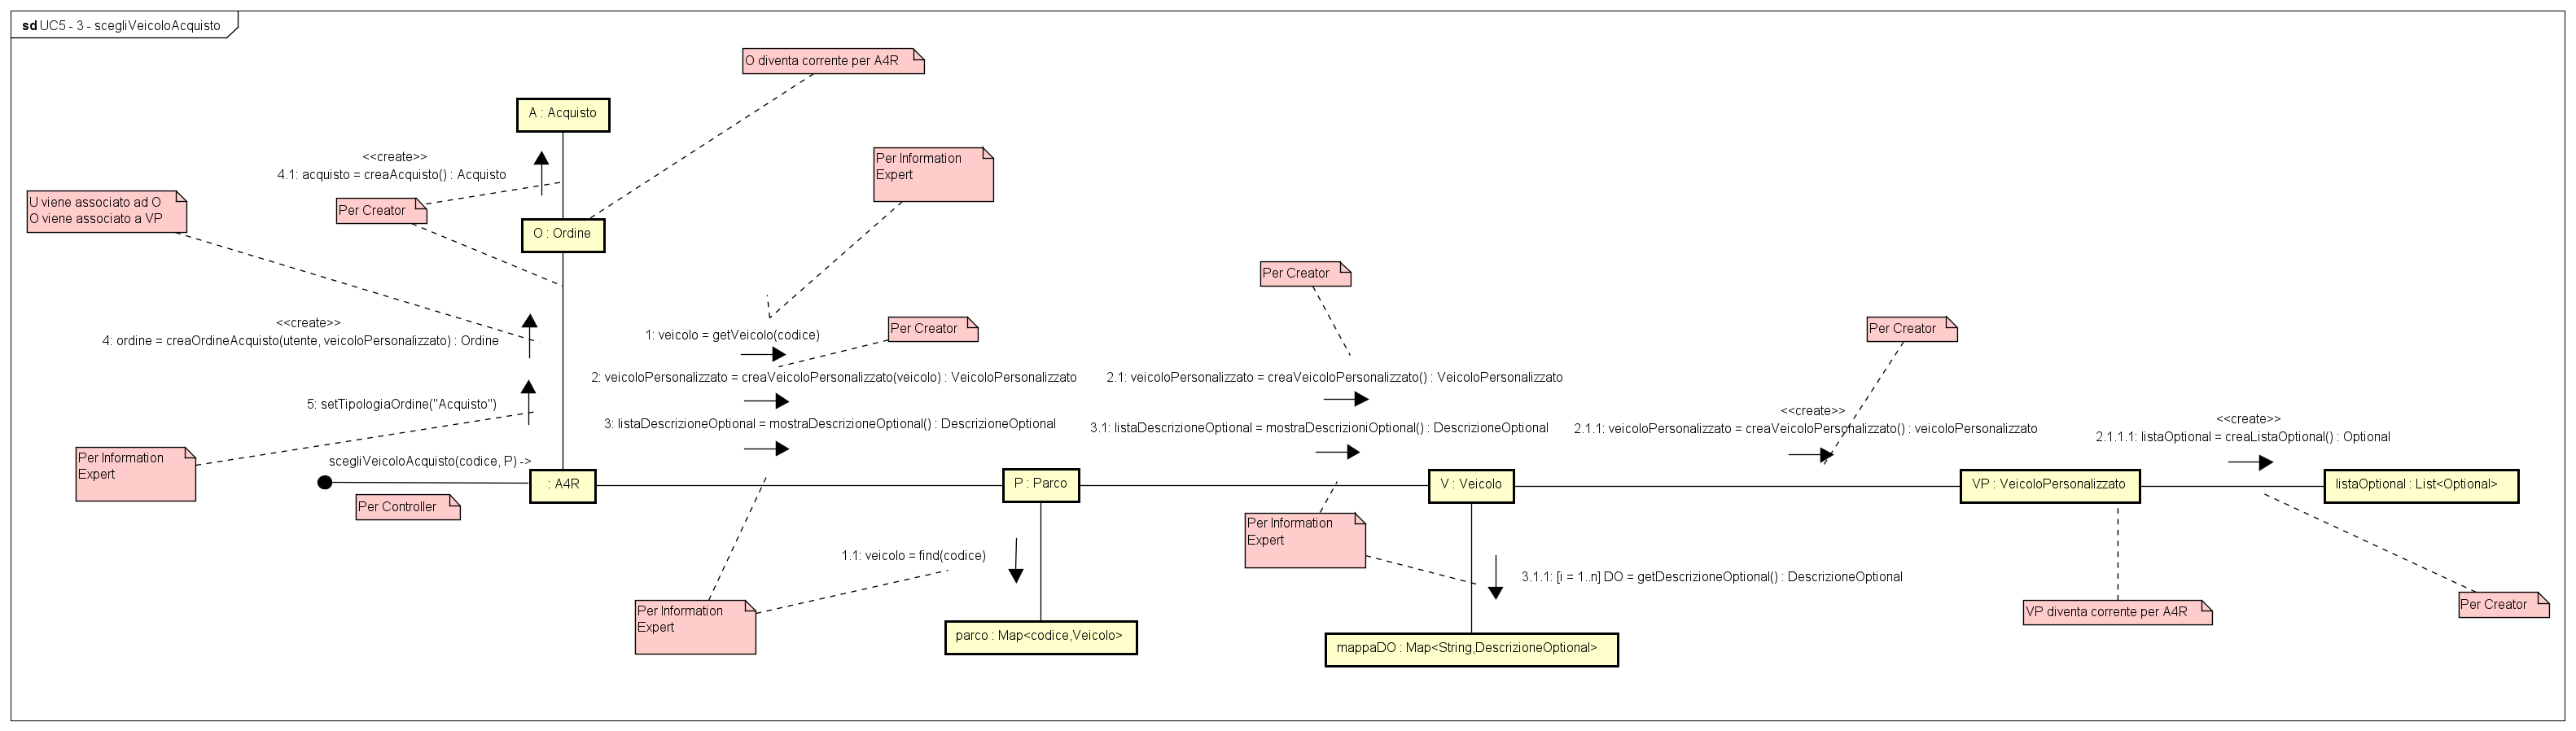 sd UC5 - 3 - scegliVeicoloAcquisto
O diventa corrente per A4R
A : Acquisto
<<create>>
4.1: acquisto = creaAcquisto() : Acquisto
Per Information
Expert
U viene associato ad O
O viene associato a VP
Per Creator
O : Ordine
Per Creator
<<create>>
4: ordine = creaOrdineAcquisto(utente, veicoloPersonalizzato) : Ordine
1: veicolo = getVeicolo(codice)
Per Creator
Per Creator
2: veicoloPersonalizzato = creaVeicoloPersonalizzato(veicolo) : VeicoloPersonalizzato
2.1: veicoloPersonalizzato = creaVeicoloPersonalizzato() : VeicoloPersonalizzato
5: setTipologiaOrdine("Acquisto")
3: listaDescrizioneOptional = mostraDescrizioneOptional() : DescrizioneOptional
3.1: listaDescrizioneOptional = mostraDescrizioniOptional() : DescrizioneOptional
<<create>>
2.1.1: veicoloPersonalizzato = creaVeicoloPersonalizzato() : veicoloPersonalizzato
<<create>>
2.1.1.1: listaOptional = creaListaOptional() : Optional
Per Information
Expert
scegliVeicoloAcquisto(codice, P) ->
: A4R
P : Parco
V : Veicolo
VP : VeicoloPersonalizzato
listaOptional : List<Optional>
Per Controller
Per Information
Expert
1.1: veicolo = find(codice)
3.1.1: [i = 1..n] DO = getDescrizioneOptional() : DescrizioneOptional
Per Information
Expert
VP diventa corrente per A4R
Per Creator
parco : Map<codice,Veicolo>
mappaDO : Map<String,DescrizioneOptional>